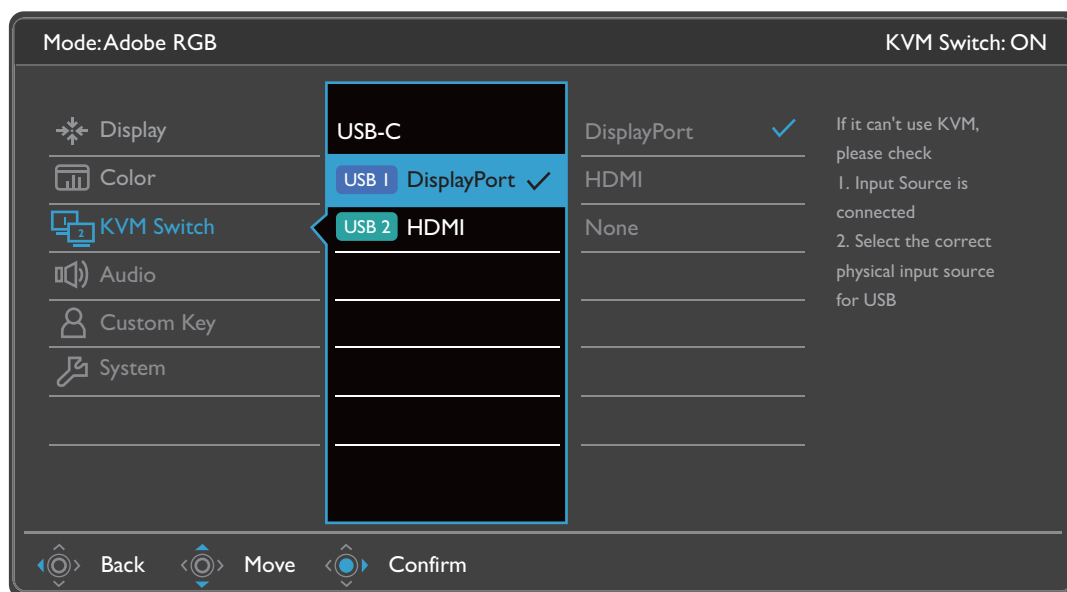 Mode: Adobe RGB
KVM Switch: ON
Display
Color
KVM Switch
1
2
Audio
Custom Key
System
USB-C
USB 1 DisplayPort
USB 2 HDMI
DisplayPort
HDMI
None
If it can't use KVM,
please check
1. Input Source is
connected
2. Select the correct
physical input source
for USB
Back
Move
Confirm